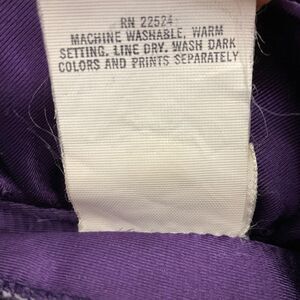 RN 22524
MACHINE WASHABLE, WARM
SETTING. LINE DRY. WASH DARK
COLORS AND PRINTS SEPARATELY